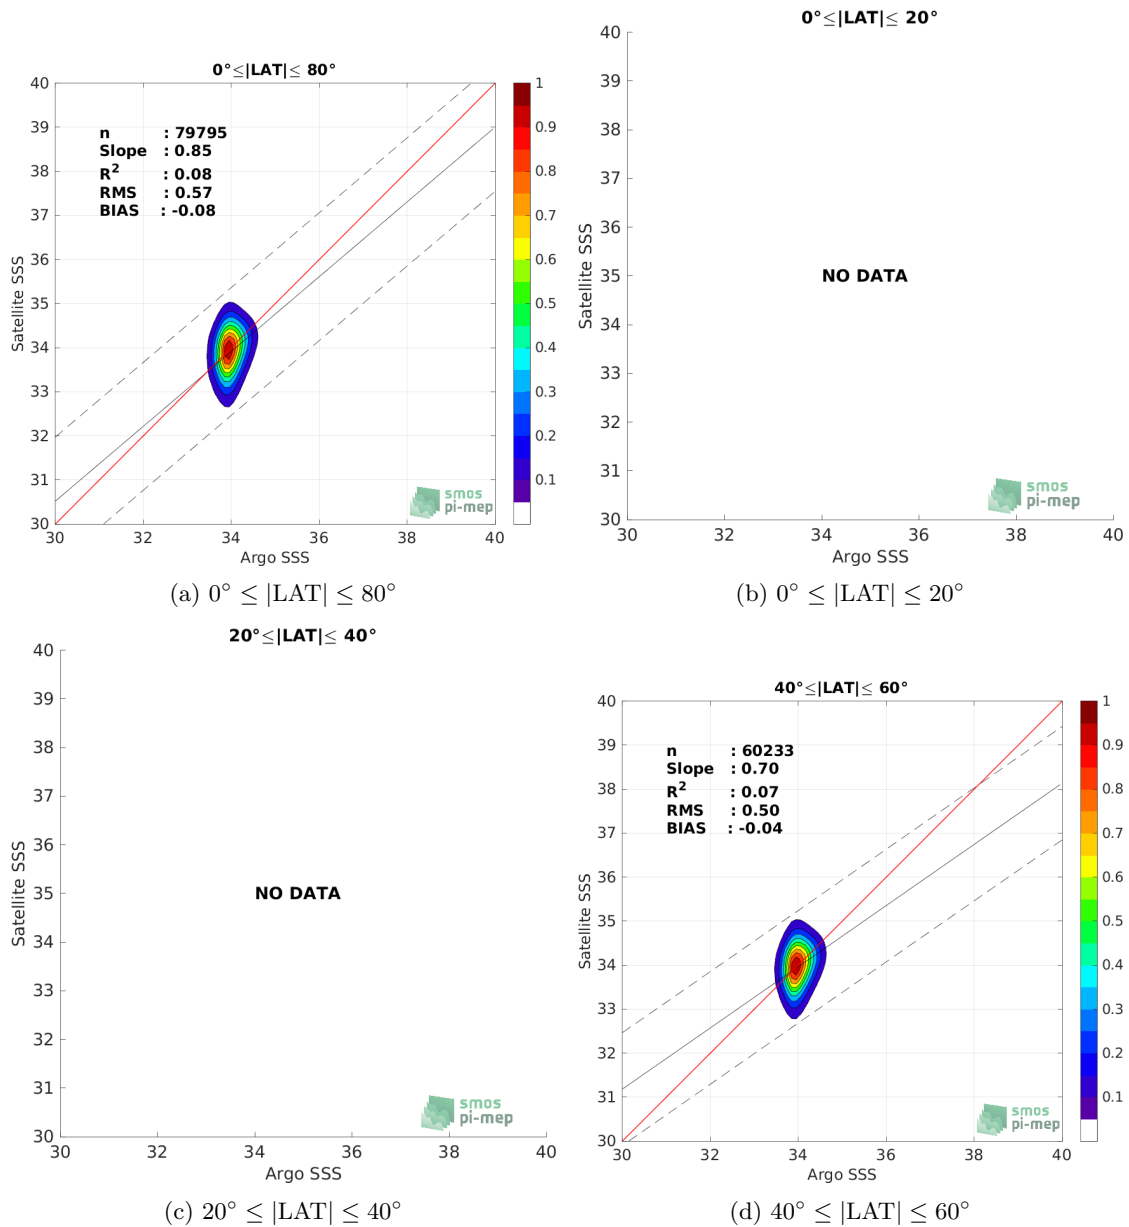 0°≤|LAT|≤ 80°
40
39
38
37
36
35
34
33
32
31
30
Satellite SSS
n : 79795
Slope : 0.85
R² : 0.08
RMS : 0.57
BIAS : -0.08
smos
pi-mep
30 32 34 36 38 40
Argo SSS
1
0.9
0.8
0.7
0.6
0.5
0.4
0.3
0.2
0.1
(a) 0° ≤ |LAT| ≤ 80°
0°≤|LAT|≤ 20°
40
39
38
37
36
35
34
33
32
31
30
Satellite SSS
NO DATA
smos
pi-mep
30 32 34 36 38 40
Argo SSS
(b) 0° ≤ |LAT| ≤ 20°
20°≤|LAT|≤ 40°
40
39
38
37
36
35
34
33
32
31
30
Satellite SSS
NO DATA
smos
pi-mep
30 32 34 36 38 40
Argo SSS
(c) 20° ≤ |LAT| ≤ 40°
40°≤|LAT|≤ 60°
40
39
38
37
36
35
34
33
32
31
30
Satellite SSS
n : 60233
Slope : 0.70
R² : 0.07
RMS : 0.50
BIAS : -0.04
smos
pi-mep
30 32 34 36 38 40
Argo SSS
1
0.9
0.8
0.7
0.6
0.5
0.4
0.3
0.2
0.1
(d) 40° ≤ |LAT| ≤ 60°